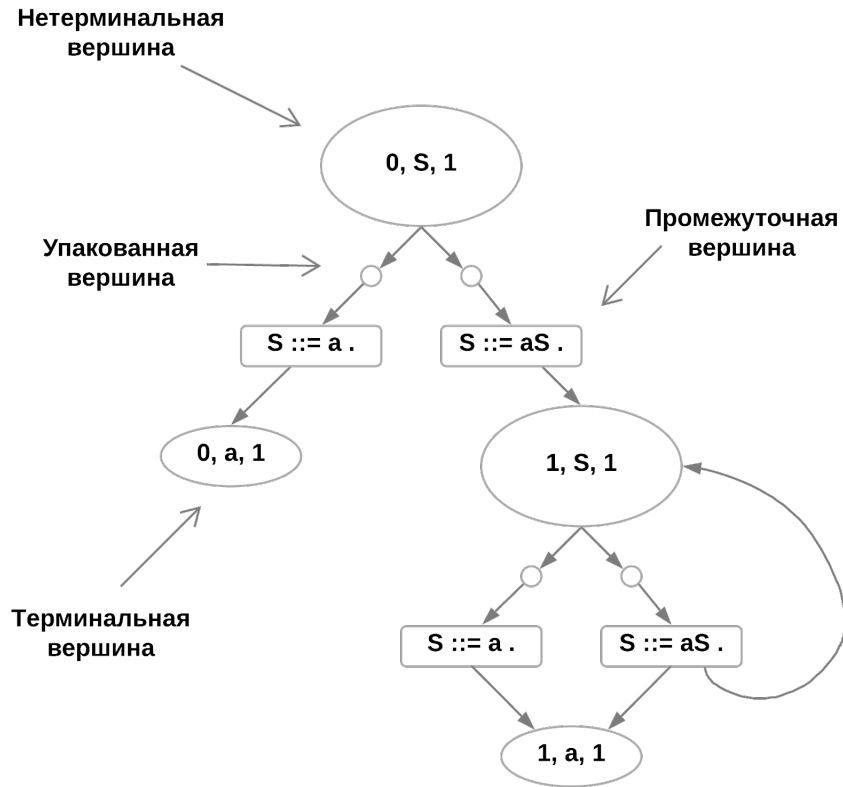 Нетерминальная
вершина
0, S, 1
Промежуточная
вершина
Упакованная
вершина
S ::= a .
S ::= aS .
0, a, 1
1, S, 1
Терминальная
вершина
S ::= a .
S ::= aS .
1, a, 1